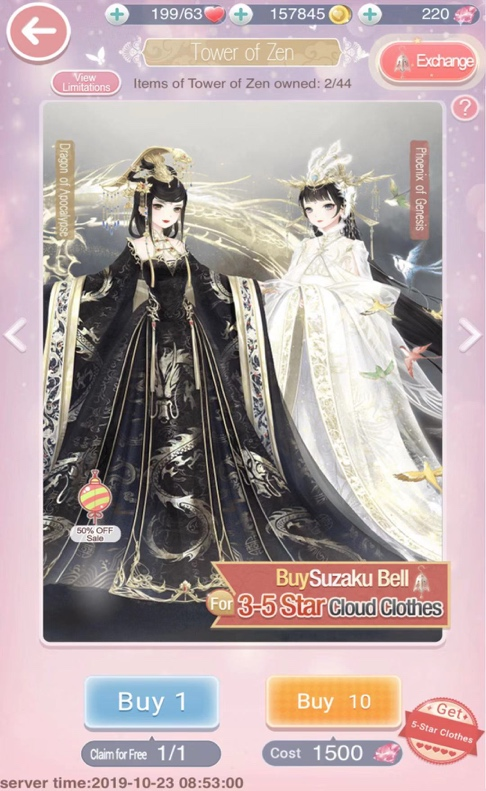 199/63
157845
220
Tower of Zen
Exchange
View
Limitations
Items of Tower of Zen owned: 2/44
?
Dragon of Apocalypse
Phoenix of Genesis
50% OFF
Sale
Buy Suzaku Bell
For 3-5 Star Cloud Clothes
Buy 1
Buy 10
Get
5-Star Clothes
Claim for Free 1/1
Cost 1500
server time:2019-10-23 08:53:00